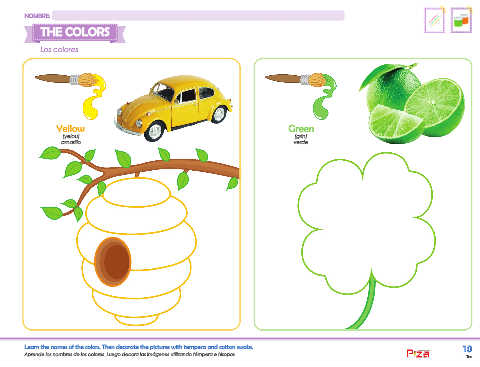 NOMBRE:
THE COLORS
Los colores
Yellow
(yelou)
amarillo
Green
(grin)
verde
Learn the names of the colors. Then decorate the pictures with tempera and cotton swabs.
Aprende los nombres de los colores. Luego decora las imágenes utilizando témpera e hisopos.